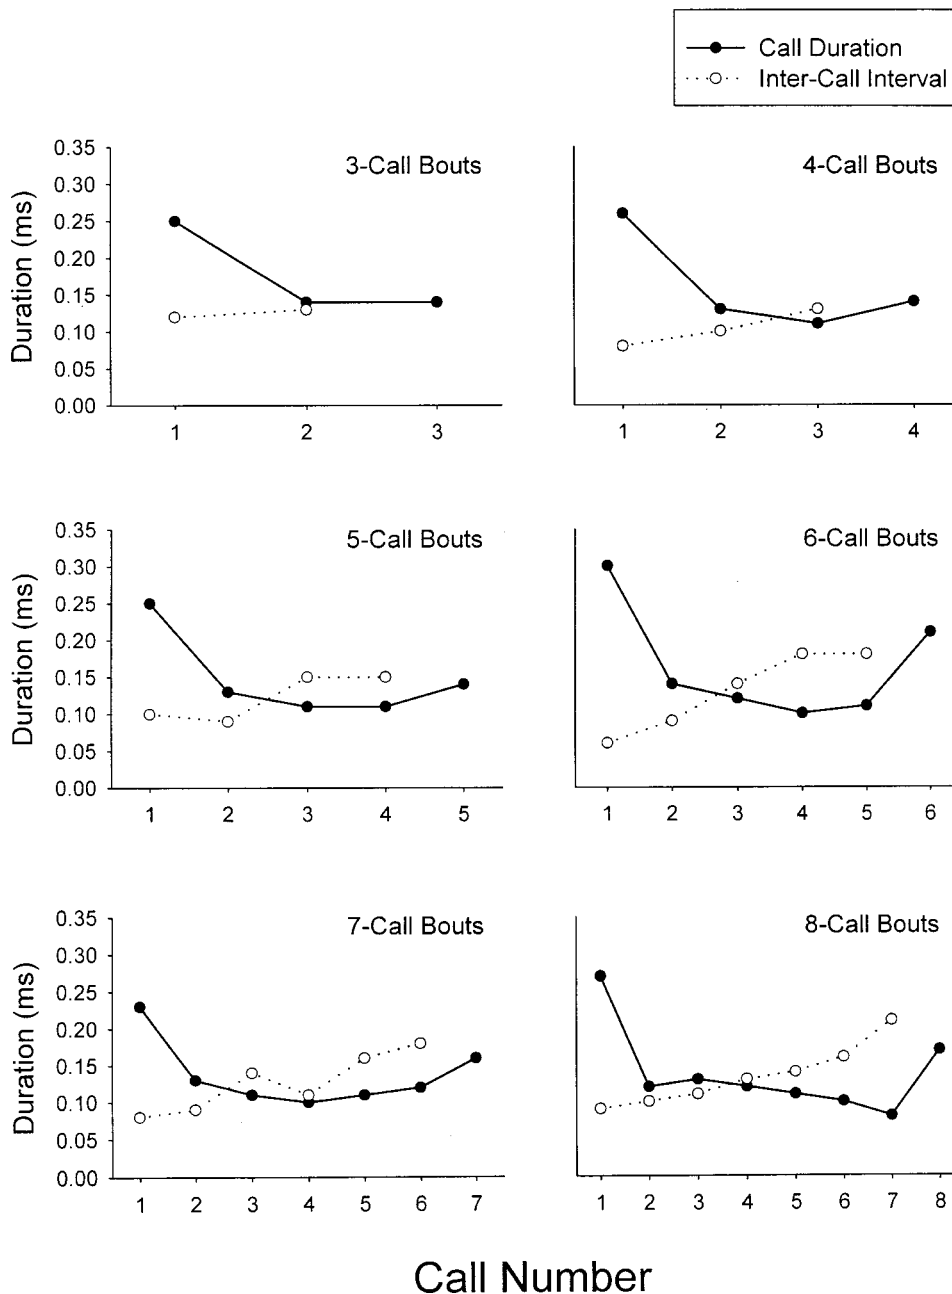 Call Duration
Inter-Call Interval
3-Call Bouts
0.35
0.30
0.25
0.20
0.15
0.10
0.05
0.00
Duration (ms)
1 2 3
4-Call Bouts
1 2 3 4
5-Call Bouts
0.35
0.30
0.25
0.20
0.15
0.10
0.05
0.00
Duration (ms)
1 2 3 4 5
6-Call Bouts
1 2 3 4 5 6
7-Call Bouts
0.35
0.30
0.25
0.20
0.15
0.10
0.05
0.00
Duration (ms)
1 2 3 4 5 6 7
8-Call Bouts
1 2 3 4 5 6 7 8
Call Number